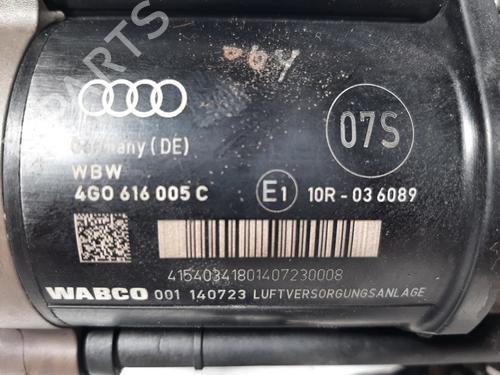 07S
Germany (DE)
WBW
4G0 616 005 C E1 10R - 03 6089
41540341801407230008
WABCO 001 140723 LUFTVERSORGUNGSANLAGE